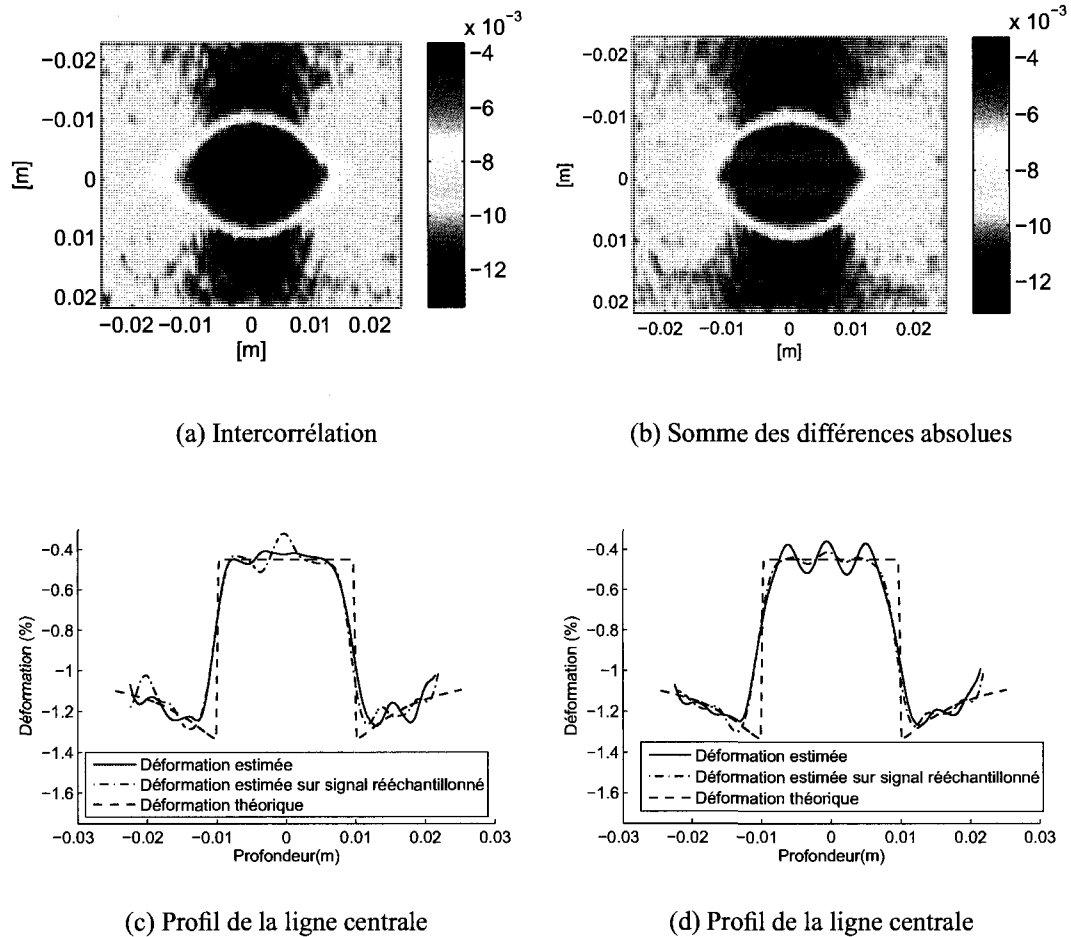 x 10⁻³
−0.02
−0.01
[m] 0
0.01
0.02
−0.02 −0.01 0 0.01 0.02
[m]
−4
−6
−8
−10
−12
(a) Intercorrélation
x 10⁻³
−0.02
−0.01
[m] 0
0.01
0.02
−0.02 −0.01 0 0.01 0.02
[m]
−4
−6
−8
−10
−12
(b) Somme des différences absolues
Déformation (%)
−0.4
−0.6
−0.8
−1
−1.2
−1.4
−1.6
Déformation estimée
Déformation estimée sur signal rééchantillonné
Déformation théorique
−0.03 −0.02 −0.01 0 0.01 0.02 0.03
Profondeur(m)
(c) Profil de la ligne centrale
Déformation (%)
−0.4
−0.6
−0.8
−1
−1.2
−1.4
−1.6
Déformation estimée
Déformation estimée sur signal rééchantillonné
Déformation théorique
−0.03 −0.02 −0.01 0 0.01 0.02 0.03
Profondeur(m)
(d) Profil de la ligne centrale